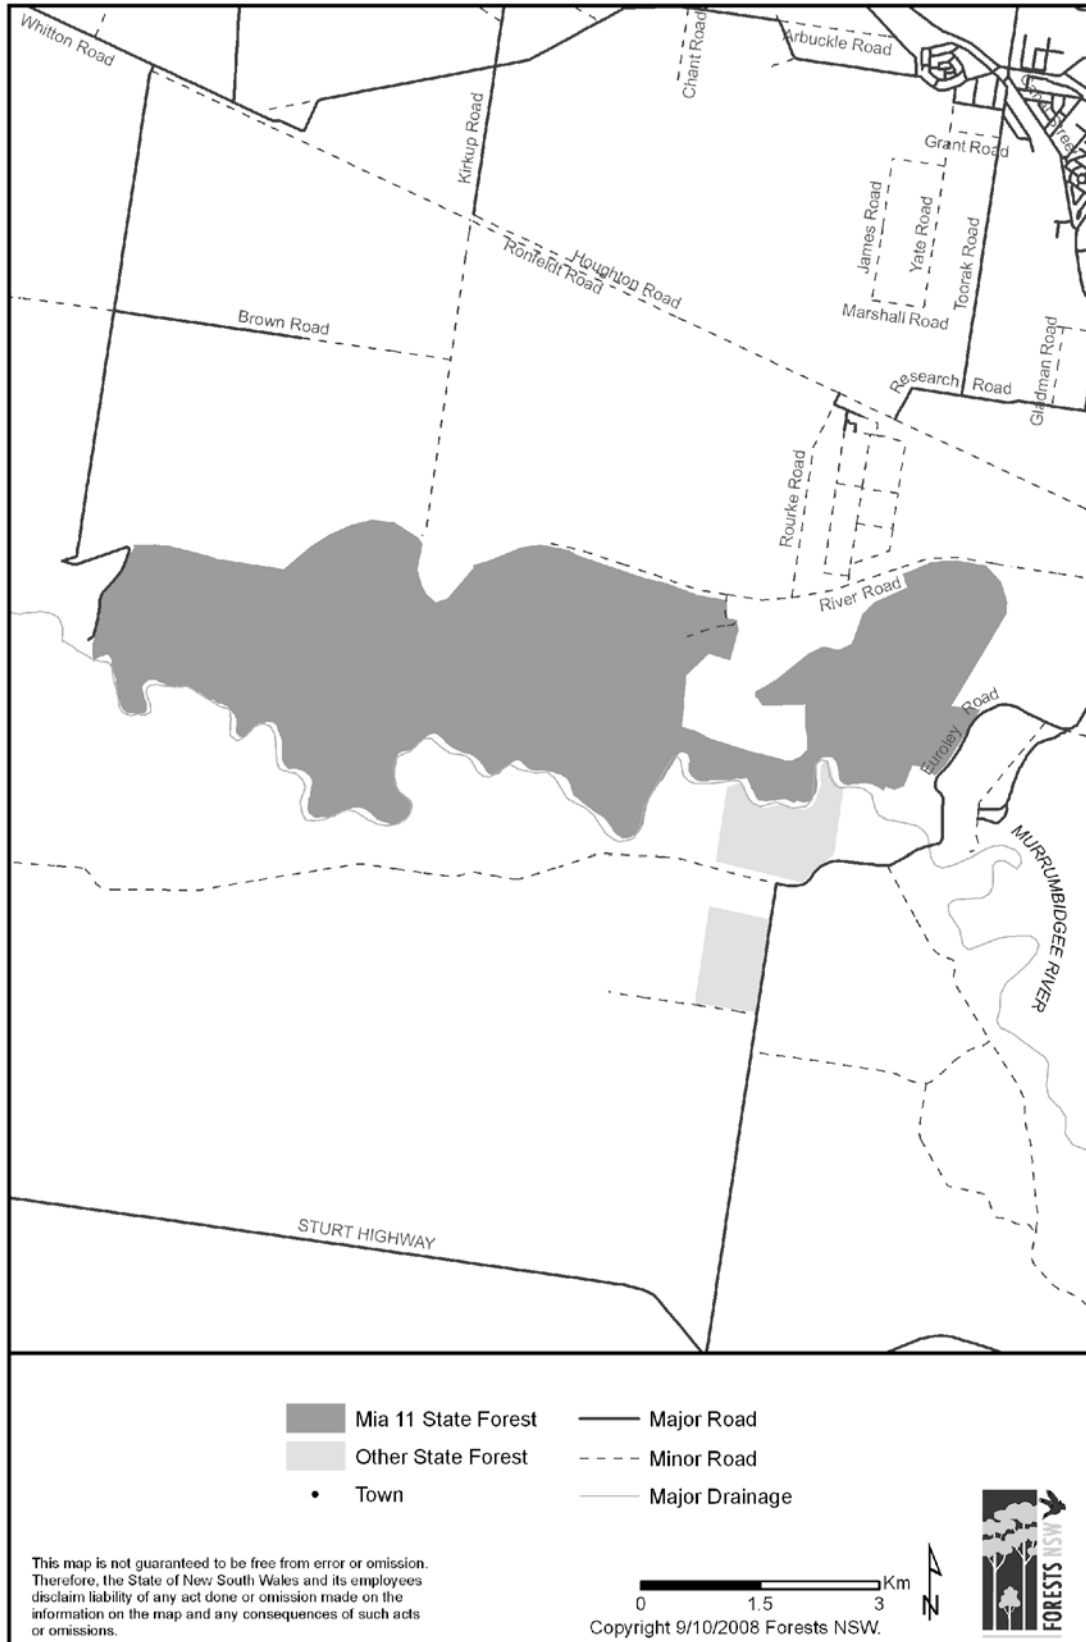 Whitton Road
Chant Road
Arbuckle Road
Kirkup Road
Grant Road
James Road
Yate Road
Toorak Road
Houghton Road
Ronfeldt Road
Marshall Road
Brown Road
Gladman Road
Research Road
Rourke Road
River Road
Euroley Road
MURRUMBIDGEE RIVER
STURT HIGHWAY
Mia 11 State Forest
Major Road
Other State Forest
Minor Road
Town
Major Drainage
This map is not guaranteed to be free from error or omission.
Therefore, the State of New South Wales and its employees
disclaim liability of any act done or omission made on the
information on the map and any consequences of such acts
or omissions.
Km
0 1.5 3
N
Copyright 9/10/2008 Forests NSW.
FORESTS NSW